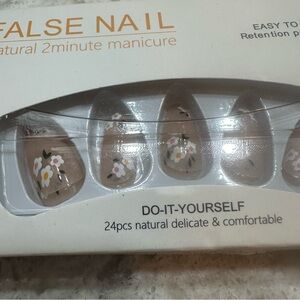 FALSE NAIL
natural 2minute manicure
EASY TO
Retention p
DO-IT-YOURSELF
24pcs natural delicate & comfortable